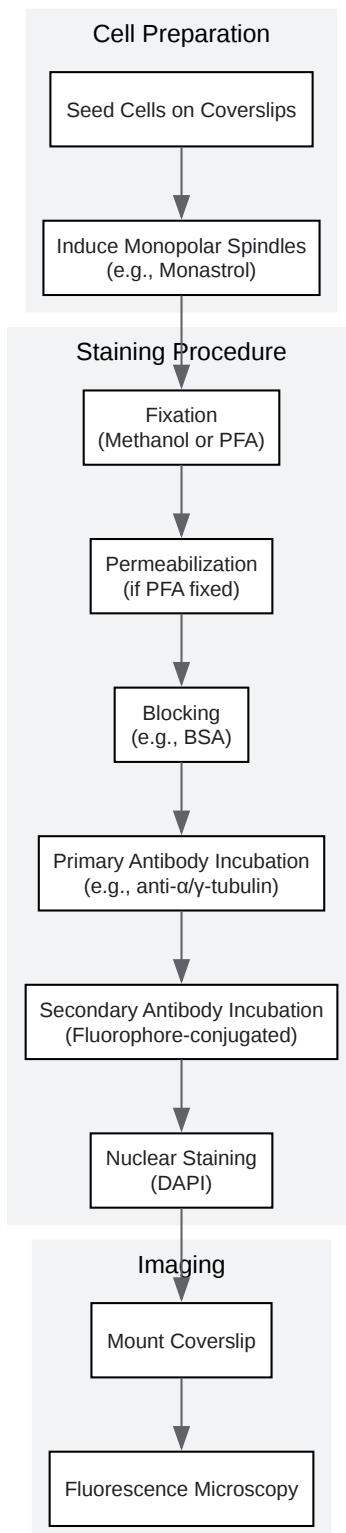 Cell Preparation
Seed Cells on Coverslips
Induce Monopolar Spindles
(e.g., Monastrol)
Staining Procedure
Fixation
(Methanol or PFA)
Permeabilization
(if PFA fixed)
Blocking
(e.g., BSA)
Primary Antibody Incubation
(e.g., anti-α/γ-tubulin)
Secondary Antibody Incubation
(Fluorophore-conjugated)
Nuclear Staining
(DAPI)
Imaging
Mount Coverslip
Fluorescence Microscopy